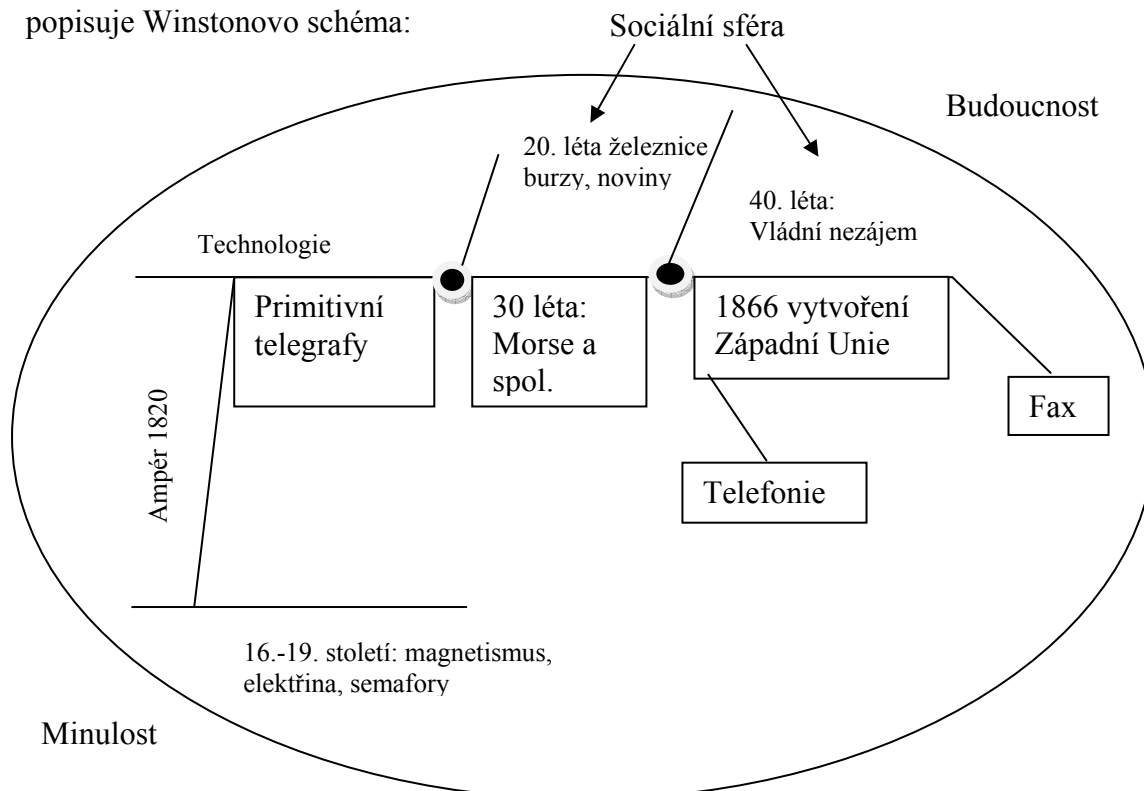 popisuje Winstonovo schéma:
Sociální sféra
Budoucnost
20. léta železnice
burzy, noviny
40. léta:
Vládní nezájem
Technologie
Primitivní
telegrafy
30 léta:
Morse a
spol.
1866 vytvoření
Západní Unie
Fax
Ampér 1820
Telefonie
16.-19. století: magnetismus,
elektřina, semafory
Minulost